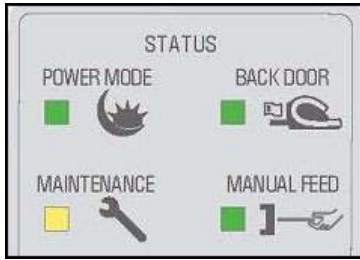 STATUS
POWER MODE
BACK DOOR
MAINTENANCE
MANUAL FEED